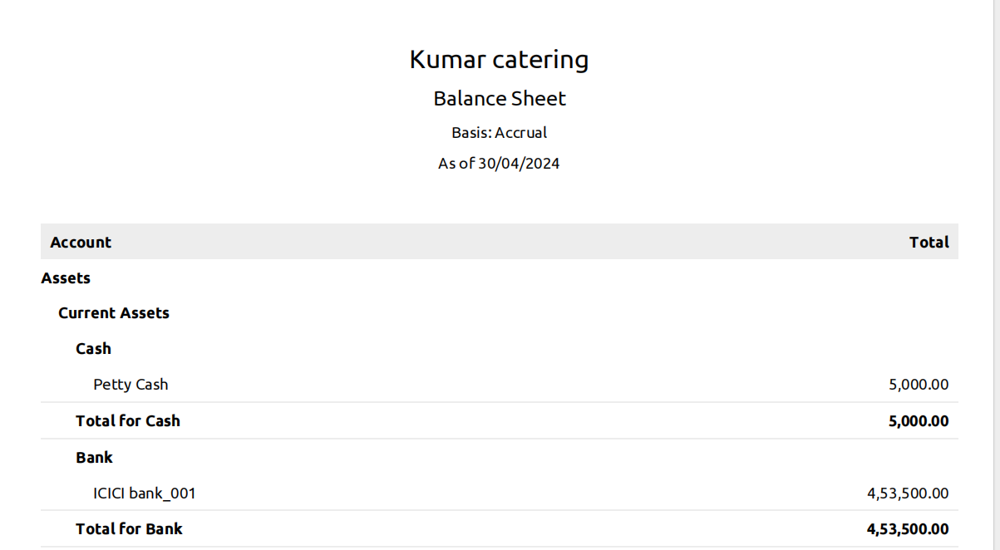 Kumar catering
Balance Sheet
Basis: Accrual
As of 30/04/2024
Account Total
Assets
Current Assets
Cash
Petty Cash 5,000.00
Total for Cash 5,000.00
Bank
ICICI bank_001 4,53,500.00
Total for Bank 4,53,500.00